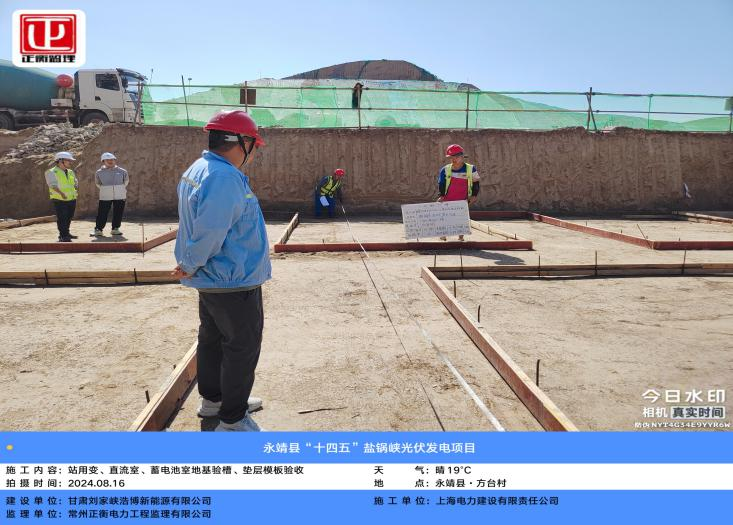 正衡监理
今日水印
相机 真实时间
防伪 NYT4G34E9YYR6W
永靖县“十四五”盐锅峡光伏发电项目
施工内容：站用变、直流室、蓄电池室地基验槽、垫层模板验收
天 气：晴19℃
拍摄时间：2024.08.16
地 点：永靖县·方台村
建设单位：甘肃刘家峡浩博新能源有限公司
施工单位：上海电力建设有限责任公司
监理单位：常州正衡电力工程监理有限公司